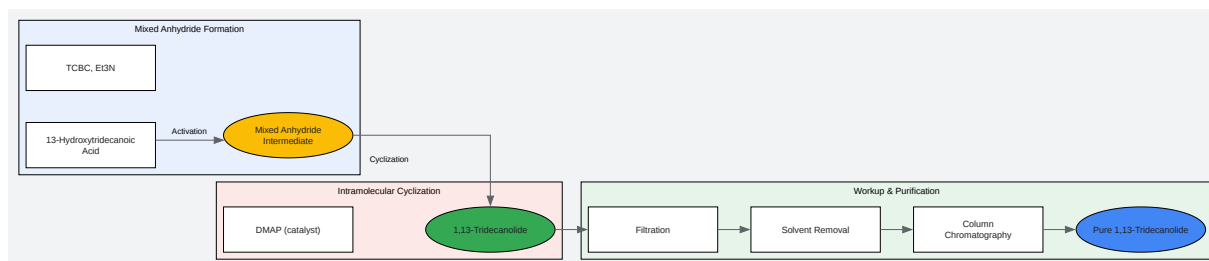 Mixed Anhydride Formation
TCBC, Et3N
13-Hydroxytridecanoic
Acid
Activation
Mixed Anhydride
Intermediate
Cyclization
Intramolecular Cyclization
DMAP (catalyst)
1,13-Tridecanolide
Workup & Purification
Filtration
Solvent Removal
Column
Chromatography
Pure 1,13-Tridecanolide